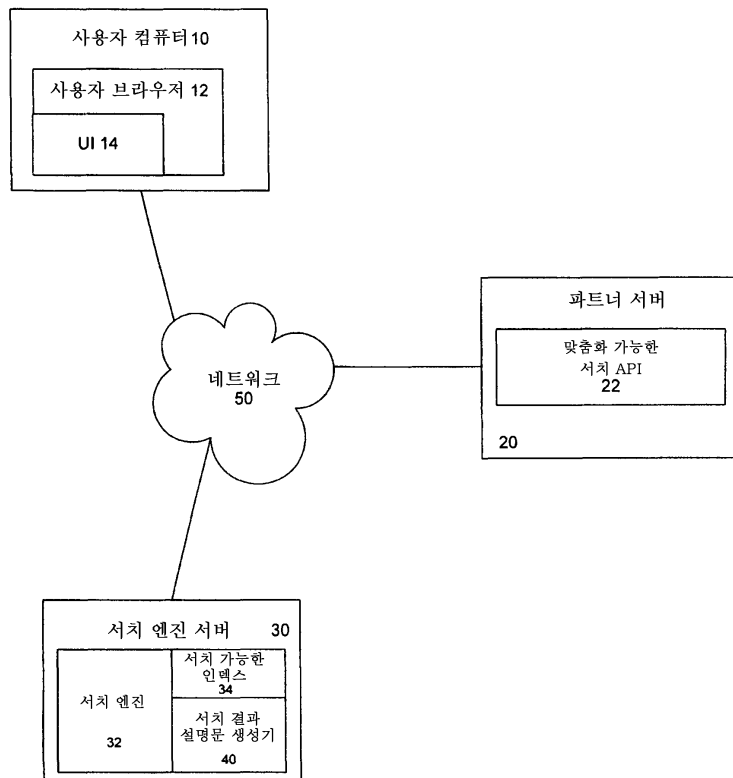 사용자 컴퓨터10
사용자 브라우저 12
UI 14
파트너 서버
맞춤화 가능한
서치 API
22
20
네트워크
50
서치 엔진 서버 30
서치 엔진
32
서치 가능한
인덱스
34
서치 결과
설명문 생성기
40